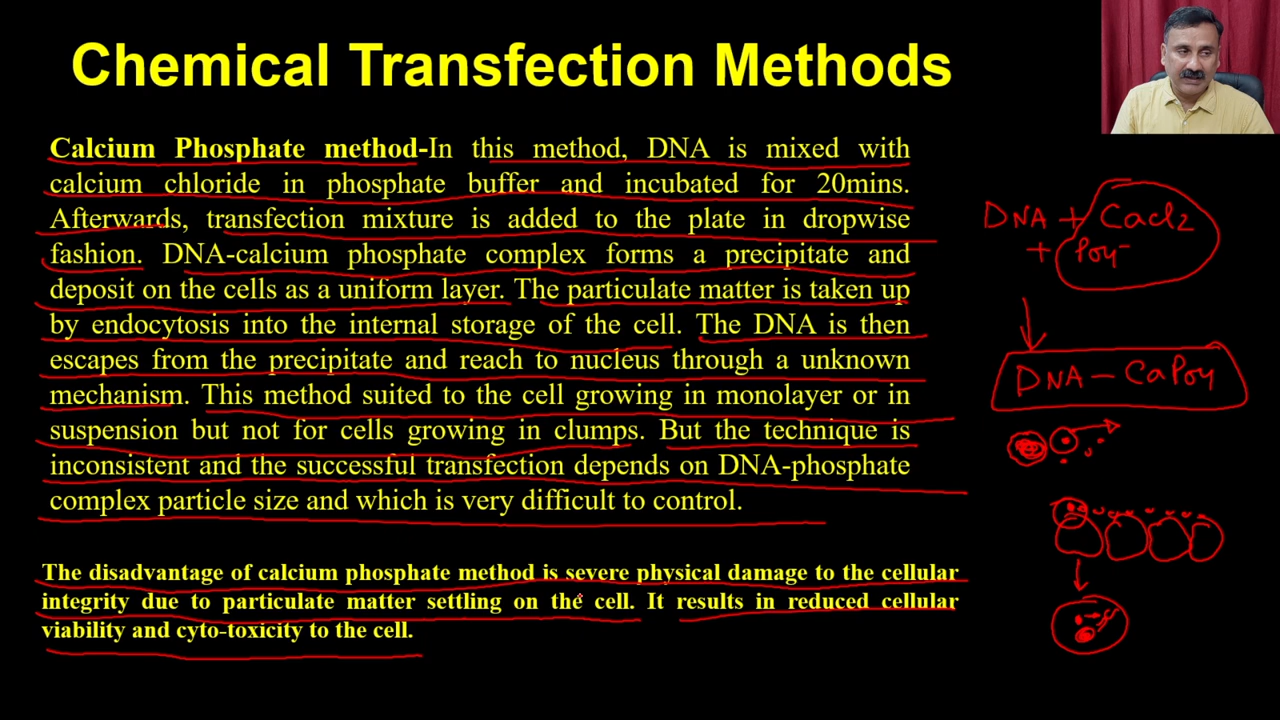 Chemical Transfection Methods
Calcium Phosphate method-In this method, DNA is mixed with
calcium chloride in phosphate buffer and incubated for 20mins.
Afterwards, transfection mixture is added to the plate in dropwise
fashion. DNA-calcium phosphate complex forms a precipitate and
deposit on the cells as a uniform layer. The particulate matter is taken up
by endocytosis into the internal storage of the cell. The DNA is then
escapes from the precipitate and reach to nucleus through a unknown
mechanism. This method suited to the cell growing in monolayer or in
suspension but not for cells growing in clumps. But the technique is
inconsistent and the successful transfection depends on DNA-phosphate
complex particle size and which is very difficult to control.
The disadvantage of calcium phosphate method is severe physical damage to the cellular
integrity due to particulate matter settling on the cell. It results in reduced cellular
viability and cyto-toxicity to the cell.
DNA + CaCl2
+ PO4-
DNA - CaPO4